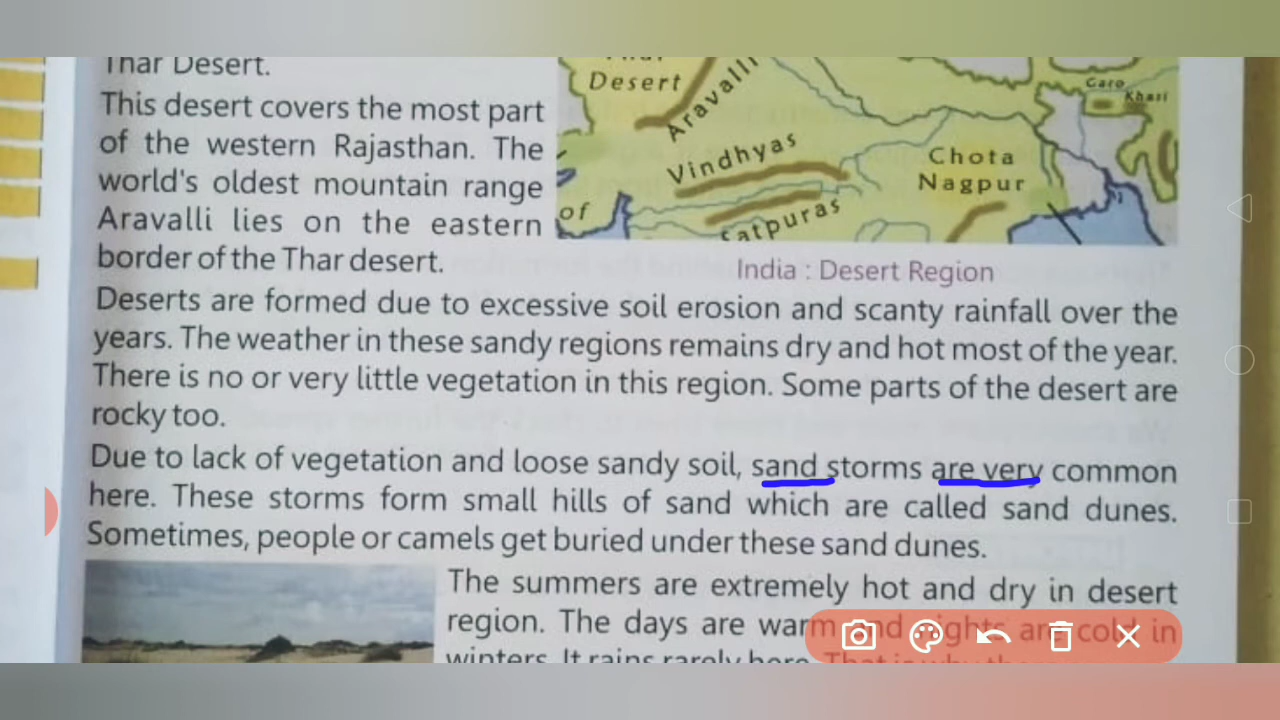 Thar Desert.
This desert covers the most part
of the western Rajasthan. The
world's oldest mountain range
Aravalli lies on the eastern
border of the Thar desert.
Desert
Aravalli
Vindhyas
Satpuras
Chota
Nagpur
Garo
Khasi
of
India : Desert Region
Deserts are formed due to excessive soil erosion and scanty rainfall over the
years. The weather in these sandy regions remains dry and hot most of the year.
There is no or very little vegetation in this region. Some parts of the desert are
rocky too.
Due to lack of vegetation and loose sandy soil, sand storms are very common
here. These storms form small hills of sand which are called sand dunes.
Sometimes, people or camels get buried under these sand dunes.
The summers are extremely hot and dry in desert
region. The days are warm and nights are cold in
winters. It rains rarely here. That is why